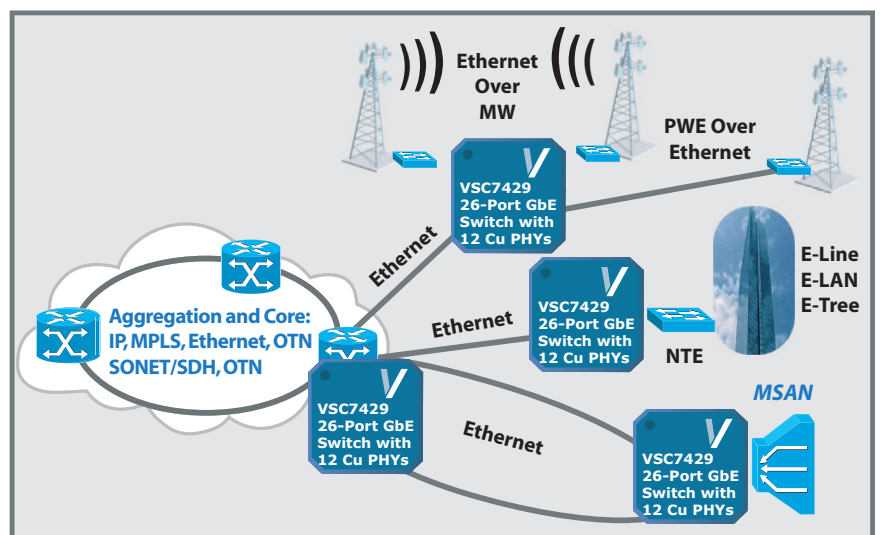 Ethernet
Over
MW
PWE Over
Ethernet
VSC7429
26-Port GbE
Switch with
12 Cu PHYs
Ethernet
VSC7429
26-Port GbE
Switch with
12 Cu PHYs
E-Line
E-LAN
E-Tree
Ethernet
NTE
Aggregation and Core:
IP, MPLS, Ethernet, OTN
SONET/SDH, OTN
VSC7429
26-Port GbE
Switch with
12 Cu PHYs
Ethernet
MSAN
VSC7429
26-Port GbE
Switch with
12 Cu PHYs